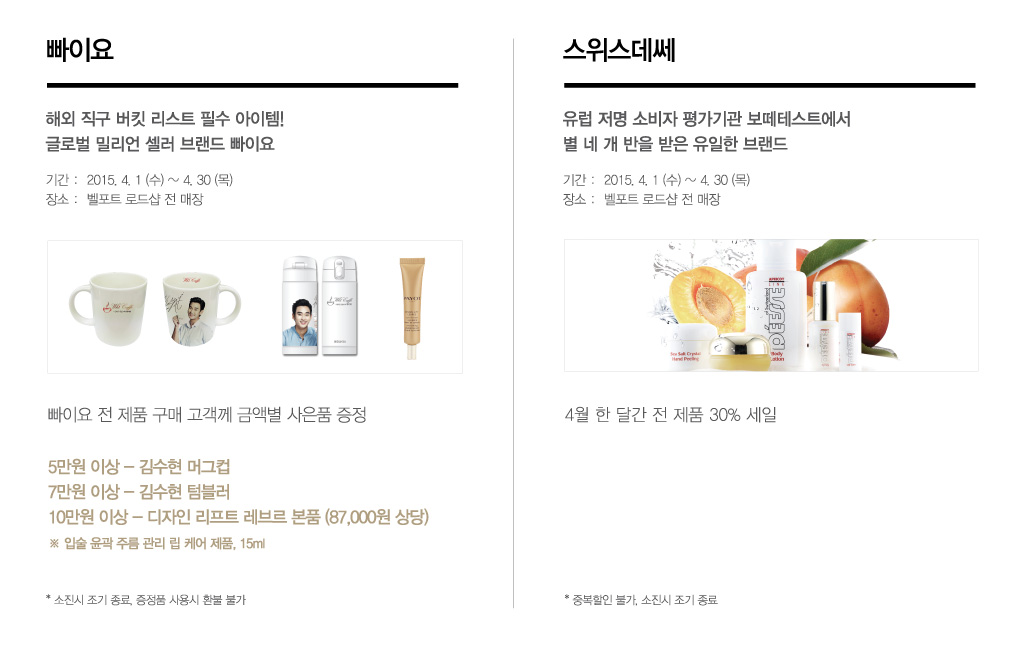 빠이요
해외 직구 버킷 리스트 필수 아이템!
글로벌 밀리언 셀러 브랜드 빠이요
기간 : 2015. 4. 1 (수) ~ 4. 30 (목)
장소 : 벨포트 로드샵 전 매장
PAYOT
빠이요 전 제품 구매 고객께 금액별 사은품 증정
5만원 이상 – 김수현 머그컵
7만원 이상 – 김수현 텀블러
10만원 이상 – 디자인 리프트 레브르 본품 (87,000원 상당)
※ 입술 윤곽 주름 관리 립 케어 제품, 15ml
* 소진시 조기 종료, 증정품 사용시 환불 불가
스위스데쎄
유럽 저명 소비자 평가기관 보떼테스트에서
별 네 개 반을 받은 유일한 브랜드
기간 : 2015. 4. 1 (수) ~ 4. 30 (목)
장소 : 벨포트 로드샵 전 매장
APRICOT
LINE
DEESSE
Body
Lotion
Sea Salt Crystal
Hand Peeling
4월 한 달간 전 제품 30% 세일
* 중복할인 불가, 소진시 조기 종료